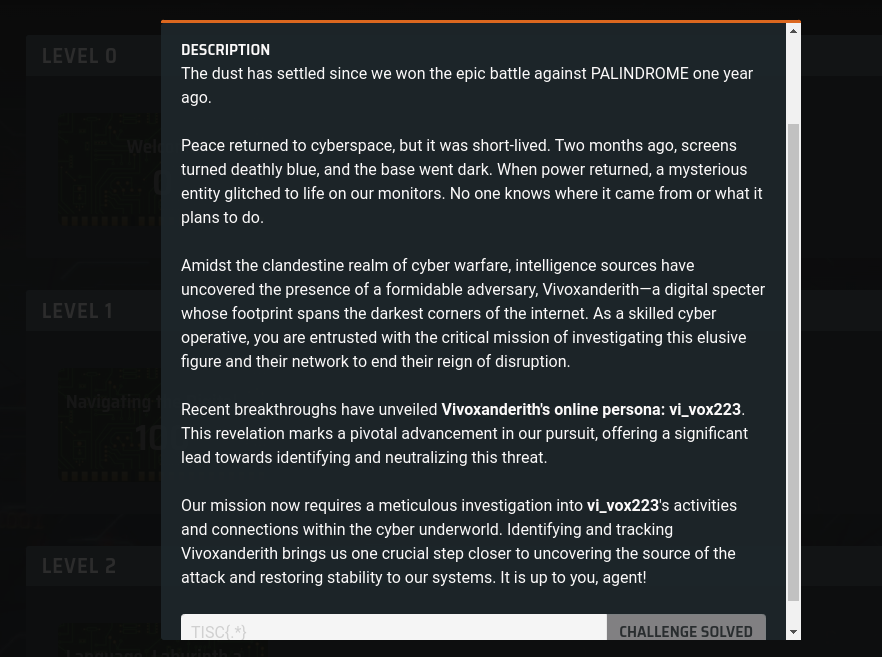 LEVEL 0
DESCRIPTION
The dust has settled since we won the epic battle against PALINDROME one year
ago.
Peace returned to cyberspace, but it was short-lived. Two months ago, screens
turned deathly blue, and the base went dark. When power returned, a mysterious
entity glitched to life on our monitors. No one knows where it came from or what it
plans to do.
Amidst the clandestine realm of cyber warfare, intelligence sources have
uncovered the presence of a formidable adversary, Vivoxanderith—a digital specter
whose footprint spans the darkest corners of the internet. As a skilled cyber
operative, you are entrusted with the critical mission of investigating this elusive
figure and their network to end their reign of disruption.
LEVEL 1
Recent breakthroughs have unveiled Vivoxanderith's online persona: vi_vox223.
This revelation marks a pivotal advancement in our pursuit, offering a significant
lead towards identifying and neutralizing this threat.
Our mission now requires a meticulous investigation into vi_vox223's activities
and connections within the cyber underworld. Identifying and tracking
Vivoxanderith brings us one crucial step closer to uncovering the source of the
attack and restoring stability to our systems. It is up to you, agent!
LEVEL 2
TISC{.*}
CHALLENGE SOLVED